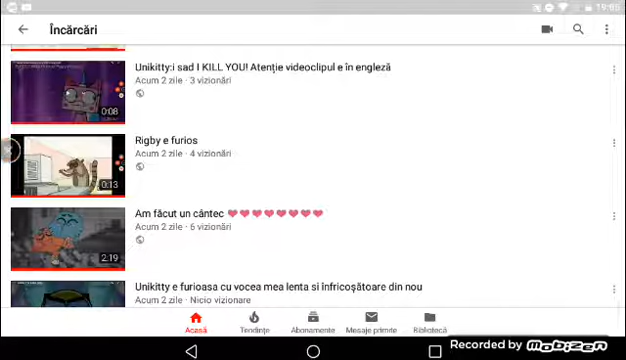 19:05
Încărcări
Unikitty:i sad I KILL YOU! Atenție videoclipul e în engleză
Acum 2 zile · 3 vizionări
0:08
Rigby e furios
Acum 2 zile · 4 vizionări
0:13
Am făcut un cântec ❤❤❤❤❤❤❤❤
Acum 2 zile · 6 vizionări
2:19
Unikitty e furioasa cu vocea mea lenta si înfricoșătoare din nou
Acum 2 zile · Nicio vizionare
Acasă
Tendințe
Abonamente
Mesaje primite
Bibliotecă
Recorded by mobizen